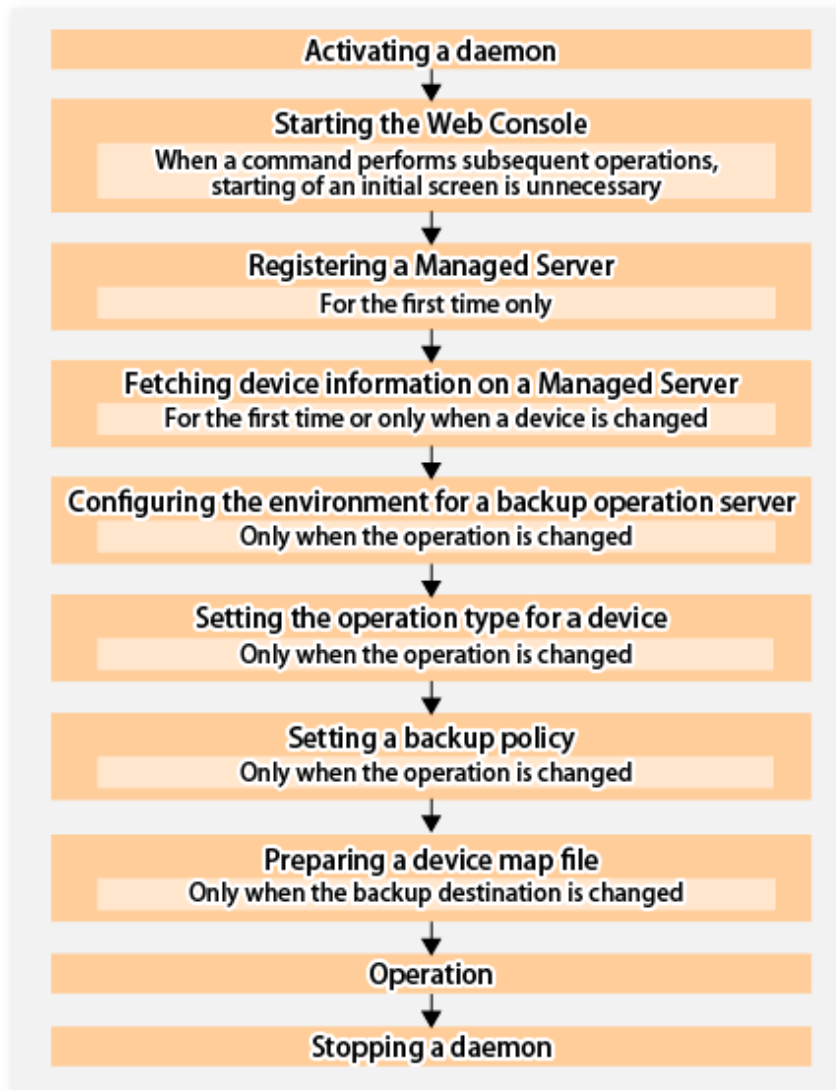 Activating a daemon
Starting the Web Console
When a command performs subsequent operations,
starting of an initial screen is unnecessary
Registering a Managed Server
For the first time only
Fetching device information on a Managed Server
For the first time or only when a device is changed
Configuring the environment for a backup operation server
Only when the operation is changed
Setting the operation type for a device
Only when the operation is changed
Setting a backup policy
Only when the operation is changed
Preparing a device map file
Only when the backup destination is changed
Operation
Stopping a daemon